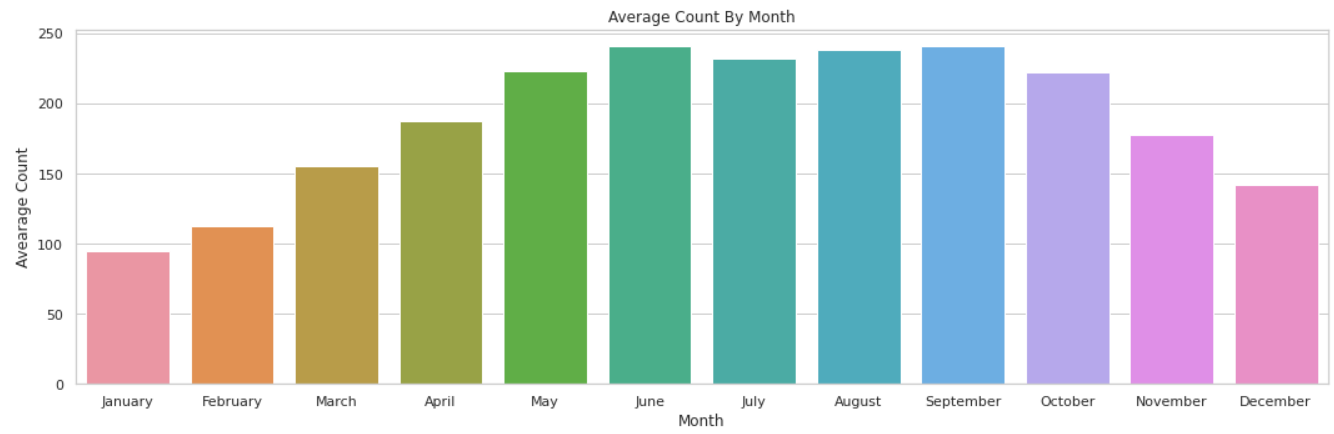 Average Count By Month
250
200
150
100
50
0
Avearage Count
January February March April May June July August September October November December
Month